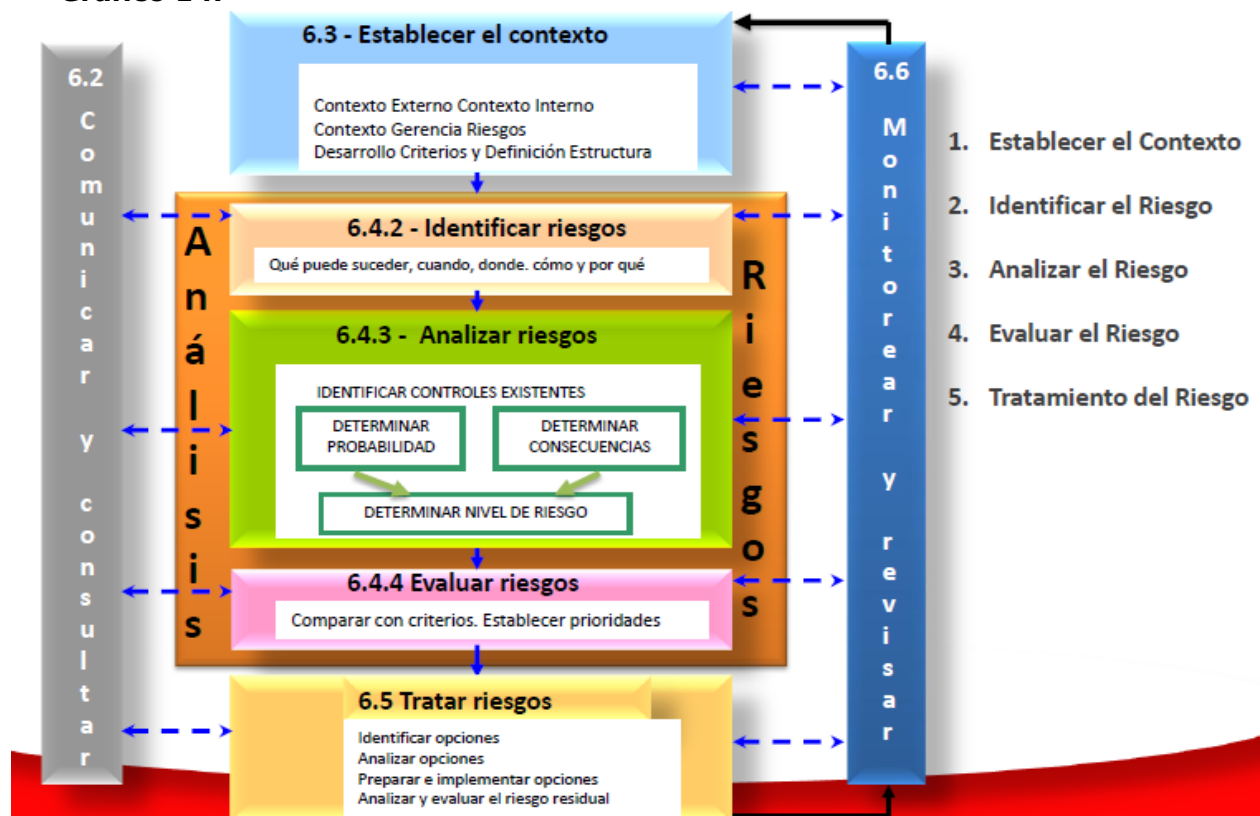 6.3 - Establecer el contexto
Contexto Externo Contexto Interno
Contexto Gerencia Riesgos
Desarrollo Criterios y Definición Estructura
6.2
Comunicar y consultar
Análisis
Riesgos
6.4.2 - Identificar riesgos
Qué puede suceder, cuando, donde. cómo y por qué
6.4.3 - Analizar riesgos
IDENTIFICAR CONTROLES EXISTENTES
DETERMINAR
PROBABILIDAD
DETERMINAR
CONSECUENCIAS
DETERMINAR NIVEL DE RIESGO
6.4.4 Evaluar riesgos
Comparar con criterios. Establecer prioridades
6.5 Tratar riesgos
Identificar opciones
Analizar opciones
Preparar e implementar opciones
Analizar y evaluar el riesgo residual
6.6
Monitorear y revisar
1. Establecer el Contexto
2. Identificar el Riesgo
3. Analizar el Riesgo
4. Evaluar el Riesgo
5. Tratamiento del Riesgo